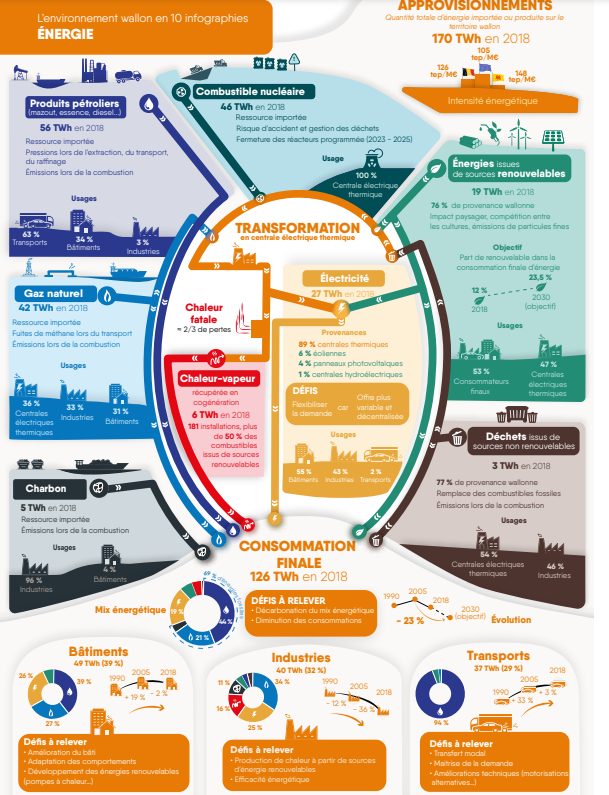 L'environnement wallon en 10 infographies
ÉNERGIE
APPROVISIONNEMENTS
Quantité totale d'énergie importée ou produite sur le
territoire wallon
170 TWh en 2018
105
tep/M€
126
tep/M€
148
tep/M€
Intensité énergétique
Produits pétroliers
(mazout, essence, diesel...)
56 TWh en 2018
Ressource importée
Pressions lors de l'extraction, du transport,
du raffinage
Émissions lors de la combustion
Usages
63 %
Transports
34 %
Bâtiments
3 %
Industries
Combustible nucléaire
46 TWh en 2018
Ressource importée
Risque d'accident et gestion des déchets
Fermeture des réacteurs programmée (2023 - 2025)
Usage
100 %
Centrale électrique
thermique
Énergies issues
de sources renouvelables
19 TWh en 2018
76 % de provenance wallonne
Impact paysager, compétition entre
les cultures, émissions de particules fines
Objectif
Part de renouvelable dans la
consommation finale d'énergie
12 %
2018
23,5 %
2030
(objectif)
Usages
53 %
Consommateurs
finaux
47 %
Centrales
électriques
thermiques
TRANSFORMATION
en centrale électrique thermique
Gaz naturel
42 TWh en 2018
Ressource importée
Fuites de méthane lors du transport
Émissions lors de la combustion
Usages
36 %
Centrales
électriques
thermiques
33 %
Industries
31 %
Bâtiments
Chaleur
fatale
≈ 2/3 de pertes
Électricité
27 TWh en 2018
Provenances
89 % centrales thermiques
6 % éoliennes
4 % panneaux photovoltaïques
1 % centrales hydroélectriques
DÉFIS
Flexibiliser
la demande
car
Offre plus
variable et
décentralisée
Usages
55 %
Bâtiments
43 %
Industries
2 %
Transports
Chaleur-vapeur
récupérée en
cogénération
6 TWh en 2018
181 installations, plus
de 50 % des
combustibles
issus de sources
renouvelables
Déchets issus de
sources non renouvelables
3 TWh en 2018
77 % de provenance wallonne
Remplace des combustibles fossiles
Émissions lors de la combustion
Usages
54 %
Centrales électriques
thermiques
46 %
Industries
Charbon
5 TWh en 2018
Ressource importée
Émissions lors de la combustion
Usages
96 %
Industries
4 %
Bâtiments
CONSOMMATION
FINALE
126 TWh en 2018
Mix énergétique
69 % d'énergies fossiles
44 %
21 %
19 %
DÉFIS À RELEVER
• Décarbonation du mix énergétique
• Diminution des consommations
1990
2005
2018
2030
(objectif)
- 23 %
Évolution
Bâtiments
49 TWh (39 %)
26 %
39 %
27 %
1990
2005
2018
+ 19 %
- 2 %
Défis à relever
• Amélioration du bâti
• Adaptation des comportements
• Développement des énergies renouvelables
(pompes à chaleur...)
Industries
40 TWh (32 %)
11 %
34 %
16 %
25 %
1990
2005
2018
- 12 %
- 36 %
Défis à relever
• Production de chaleur à partir de sources
d'énergie renouvelables
• Efficacité énergétique
Transports
37 TWh (29 %)
94 %
1990
2005
2018
+ 33 %
+ 3 %
Défis à relever
• Transfert modal
• Maitrise de la demande
• Améliorations techniques (motorisations
alternatives...)